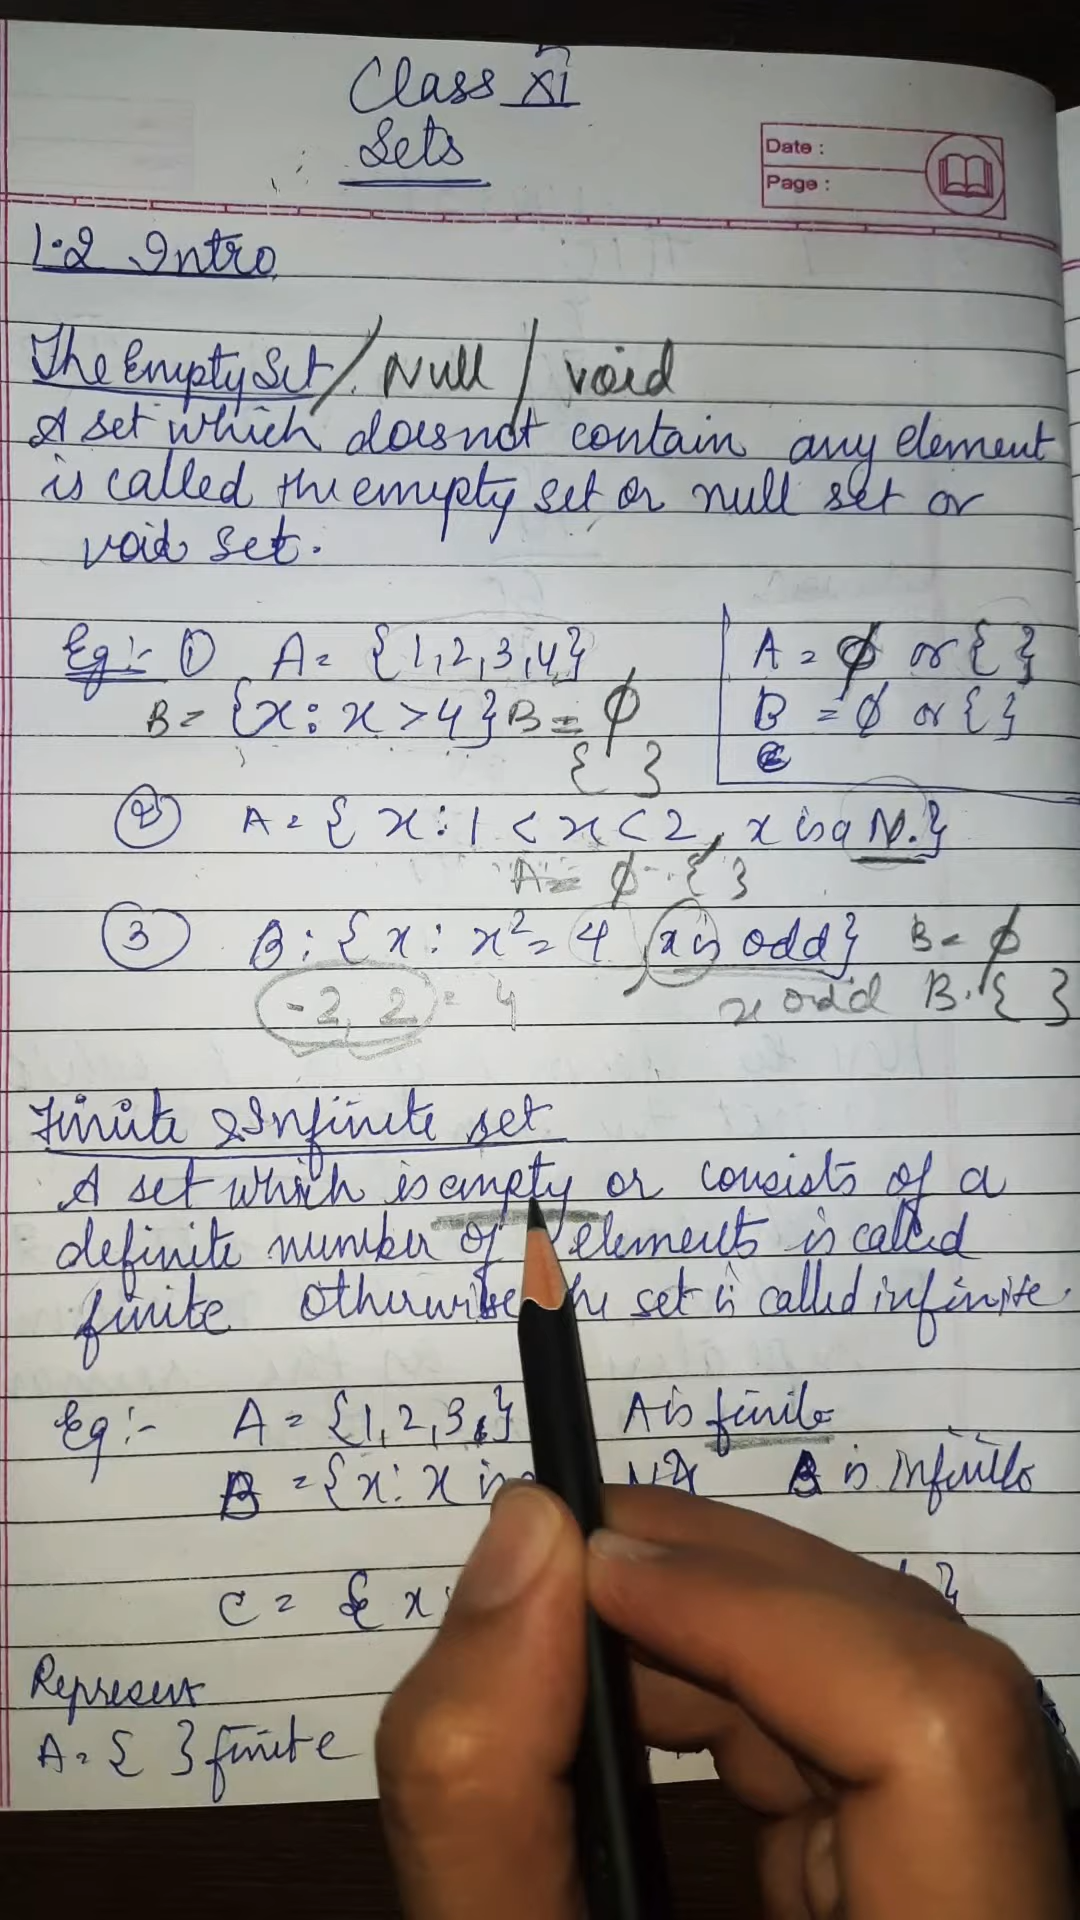 Class XI
Sets
Date :
Page :
1.2 Intro
The Empty Set / Null / void
A set which does not contain any element
is called the empty set or null set or
void set.
Eg:- ① A = {1,2,3,4}
B = {x: x > 4} B = ϕ
{ }
A = ϕ or { }
B = ϕ or { }
② A = { x: 1 < x < 2, x is a N.}
A = ϕ { }
③ B: {x: x² = 4, x is odd} B = ϕ
-2, 2 = 4 x odd B. { }
Finite & Infinite set
A set which is empty or consists of a
definite number of elements is called
finite otherwise the set is called infinite.
Eg:- A = {1,2,3,} A is finite
B = {x: x is B is infinite
C = { x: }
Represent
A = { } finite